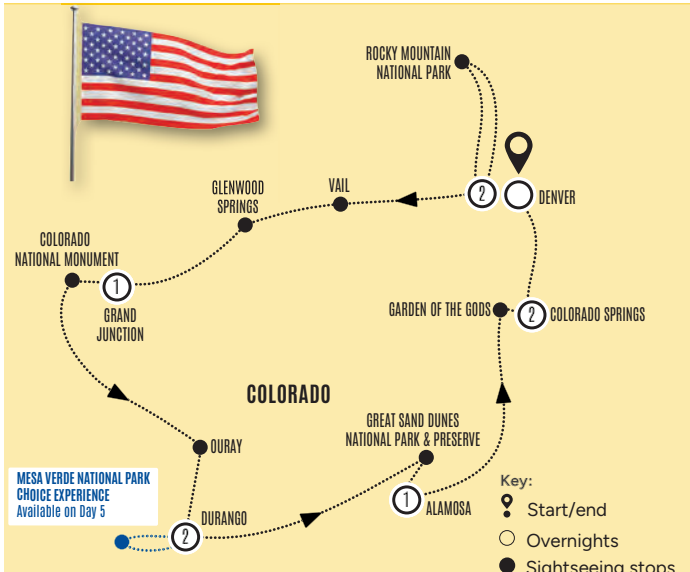 ROCKY MOUNTAIN
NATIONAL PARK
2
DENVER
VAIL
GLENWOOD
SPRINGS
COLORADO
NATIONAL MONUMENT
1
GRAND
JUNCTION
GARDEN OF THE GODS
2
COLORADO SPRINGS
COLORADO
GREAT SAND DUNES
NATIONAL PARK & PRESERVE
OURAY
MESA VERDE NATIONAL PARK
CHOICE EXPERIENCE
Available on Day 5
2
DURANGO
1
ALAMOSA
Key:
Start/end
Overnights
Sightseeing stops